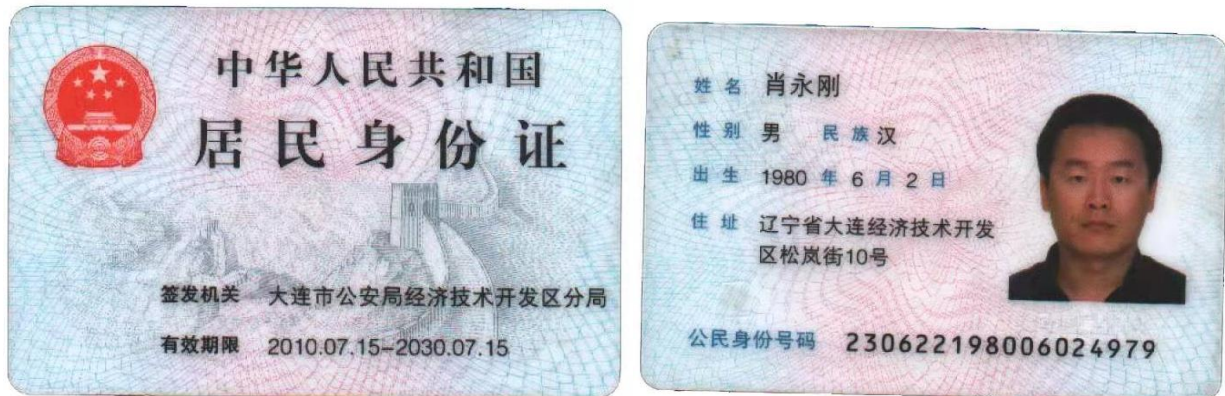 中华人民共和国
居民身份证
签发机关 大连市公安局经济技术开发区分局
有效期限 2010.07.15-2030.07.15
姓名 肖永刚
性别 男 民族 汉
出生 1980 年 6 月 2 日
住址 辽宁省大连经济技术开发
区松岚街10号
公民身份号码 230622198006024979